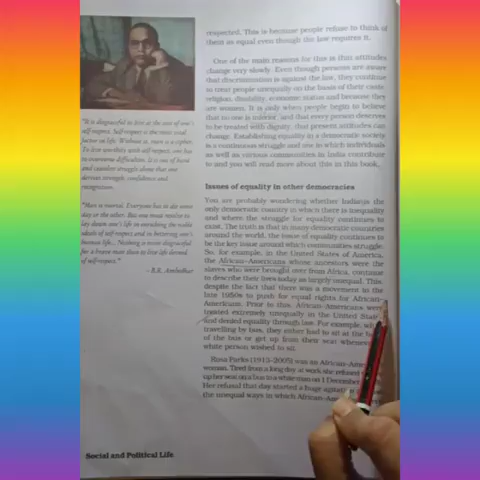 respected. This is because people refuse to think of
them as equal even though the law requires it.
One of the main reasons for this is that attitudes
change very slowly. Even though persons are aware
that discrimination is against the law, they continue
to treat people unequally on the basis of their caste,
religion, disability, economic status and because they
are women. It is only when people begin to believe
that no one is inferior, and that every person deserves
to be treated with dignity, that present attitudes can
change. Establishing equality in a democratic society
is a continuous struggle and one in which individuals
as well as various communities in India contribute
to and you will read more about this in this book.
Issues of equality in other democracies
You are probably wondering whether India is the
only democratic country in which there is inequality
and where the struggle for equality continues to
exist. The truth is that in many democratic countries
around the world, the issue of equality continues to
be the key issue around which communities struggle.
So, for example, in the United States of America,
the African-Americans whose ancestors were the
slaves who were brought over from Africa, continue
to describe their lives today as largely unequal. This,
despite the fact that there was a movement in the
late 1950s to push for equal rights for African-
Americans. Prior to this, African-Americans were
treated extremely unequally in the United
and denied equality through law. For example,
travelling by bus, they either had to sit at the
of the bus or get up from their seat
white person wished to sit.
Rosa Parks (1913–2005) was an
woman. Tired from a long day at work she refused
up her seat on a bus to a white man on 1 December
Her refusal that day started a huge
the unequal ways in which
"It is disgraceful to live at the cost of one's
self-respect. Self-respect is the most vital
factor in life. Without it, man is a cipher.
To live worthily with self-respect, one has
to overcome difficulties. It is out of hard
and ceaseless struggle alone that one
derives strength, confidence and
recognition.
"Man is mortal. Everyone has to die some
day or the other. But one must resolve to
lay down one's life in enriching the noble
ideals of self-respect and in bettering one's
human life... Nothing is more disgraceful
for a brave man than to live life devoid
of self-respect."
- B.R. Ambedkar
Social and Political Life